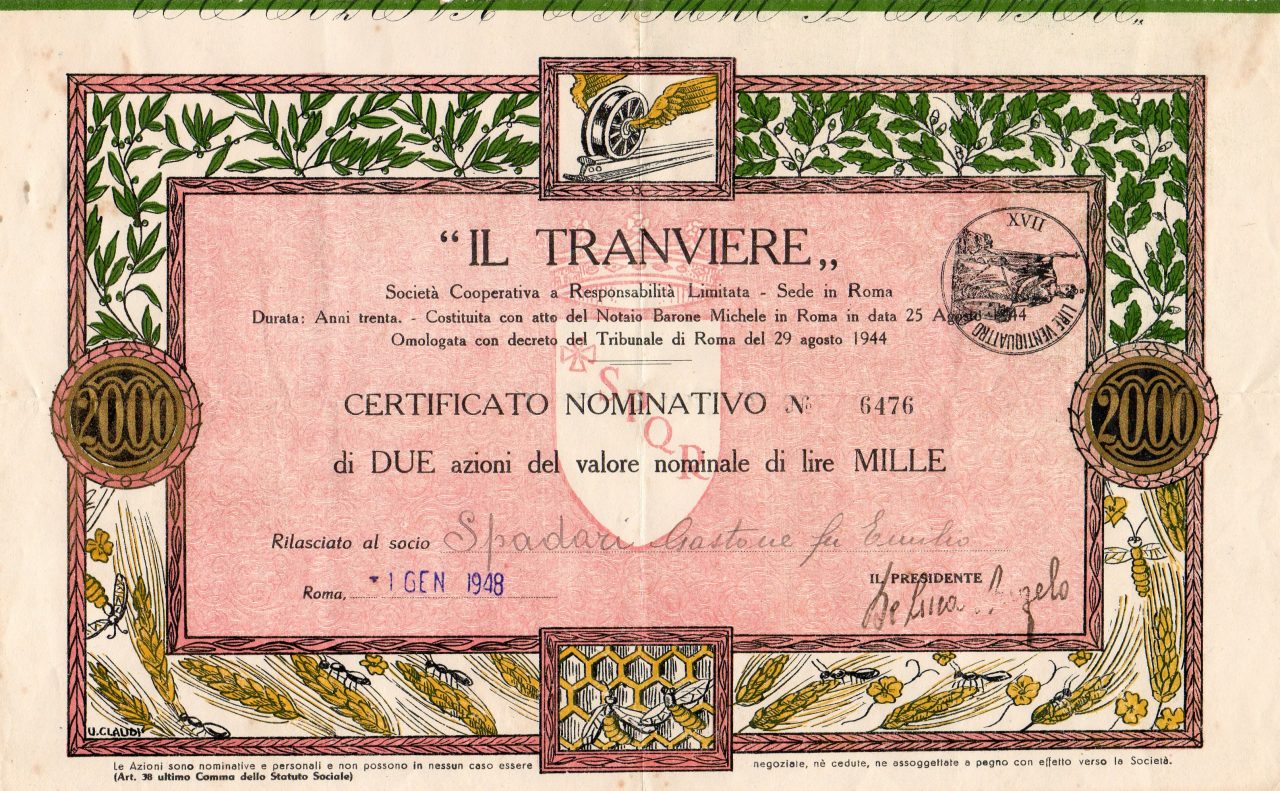 "IL TRANVIERE„
Società Cooperativa a Responsabilità Limitata - Sede in Roma
Durata: Anni trenta. - Costituita con atto del Notaio Barone Michele in Roma in data 25 Agosto 1944
Omologata con decreto del Tribunale di Roma del 29 agosto 1944
XVII
LIRE VENTIQUATTRO
SPQR
CERTIFICATO NOMINATIVO № 6476
2000
2000
di DUE azioni del valore nominale di lire MILLE
Rilasciato al socio Spadari Gastone fu Emilio
Roma, 1 GEN 1948
IL PRESIDENTE
De Luca Angelo
U.CLAUDI
Le Azioni sono nominative e personali e non possono in nessun caso essere negoziate, nè cedute, ne assoggettate a pegno con effetto verso la Società.
(Art. 38 ultimo Comma dello Statuto Sociale)